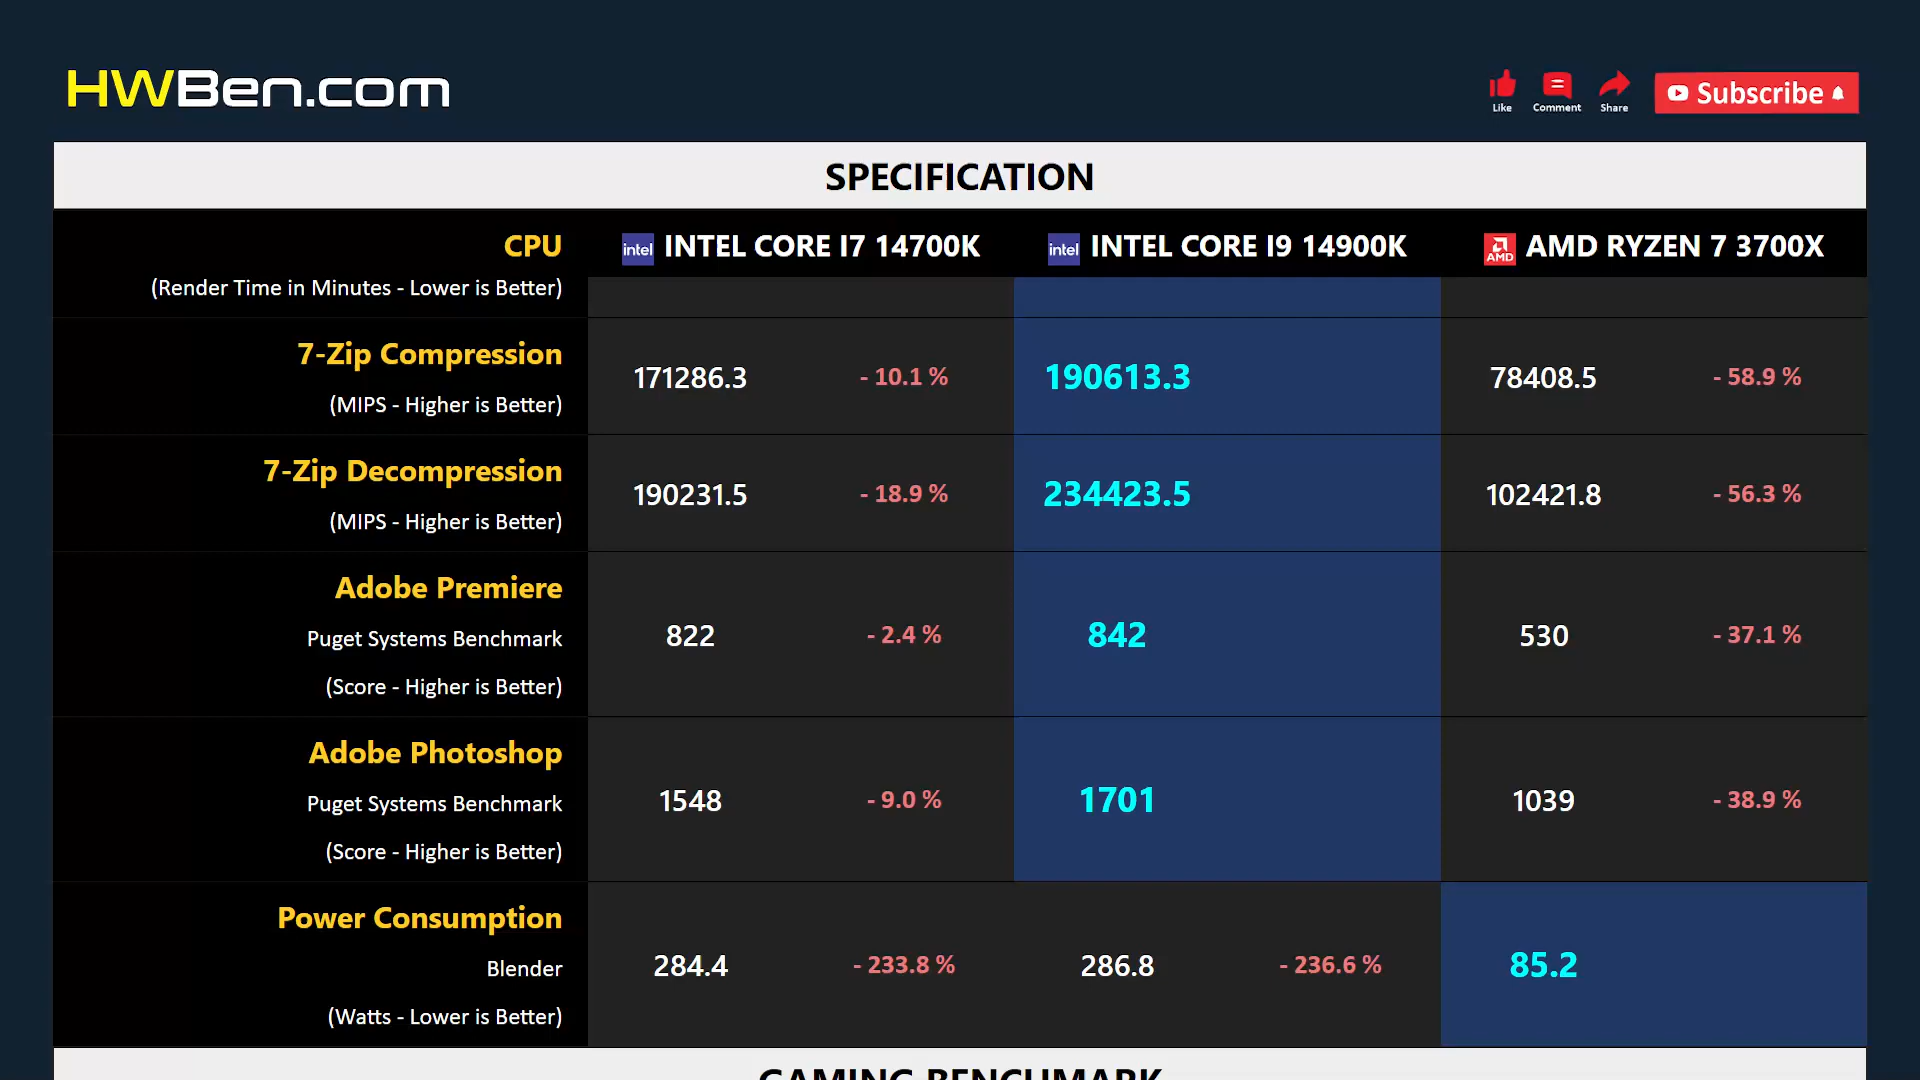 HWBen.com
Like Comment Share Subscribe
SPECIFICATION
CPU intel INTEL CORE I7 14700K intel INTEL CORE I9 14900K AMD AMD RYZEN 7 3700X
(Render Time in Minutes - Lower is Better)
7-Zip Compression
171286.3 - 10.1 % 190613.3 78408.5 - 58.9 %
(MIPS - Higher is Better)
7-Zip Decompression
190231.5 - 18.9 % 234423.5 102421.8 - 56.3 %
(MIPS - Higher is Better)
Adobe Premiere
Puget Systems Benchmark
822 - 2.4 % 842 530 - 37.1 %
(Score - Higher is Better)
Adobe Photoshop
Puget Systems Benchmark
1548 - 9.0 % 1701 1039 - 38.9 %
(Score - Higher is Better)
Power Consumption
Blender
284.4 - 233.8 % 286.8 - 236.6 % 85.2
(Watts - Lower is Better)
GAMING BENCHMARK